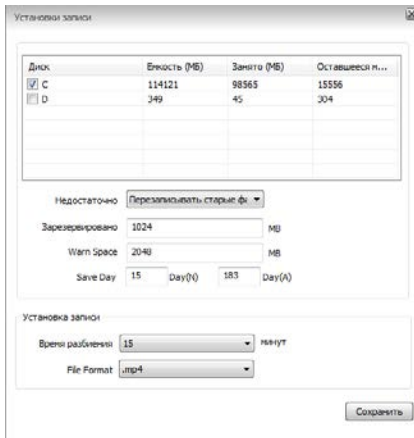 Установки записи
Диск Емкость (МБ) Занято (МБ) Оставшееся м...
C 114121 98565 15556
D 349 45 304
Недостаточно Перезаписывать старые фа
Зарезервировано 1024 MB
Warn Space 2048 MB
Save Day 15 Day(N) 183 Day(A)
Установка записи
Время разбиения 15 минут
File Format .mp4
Сохранить